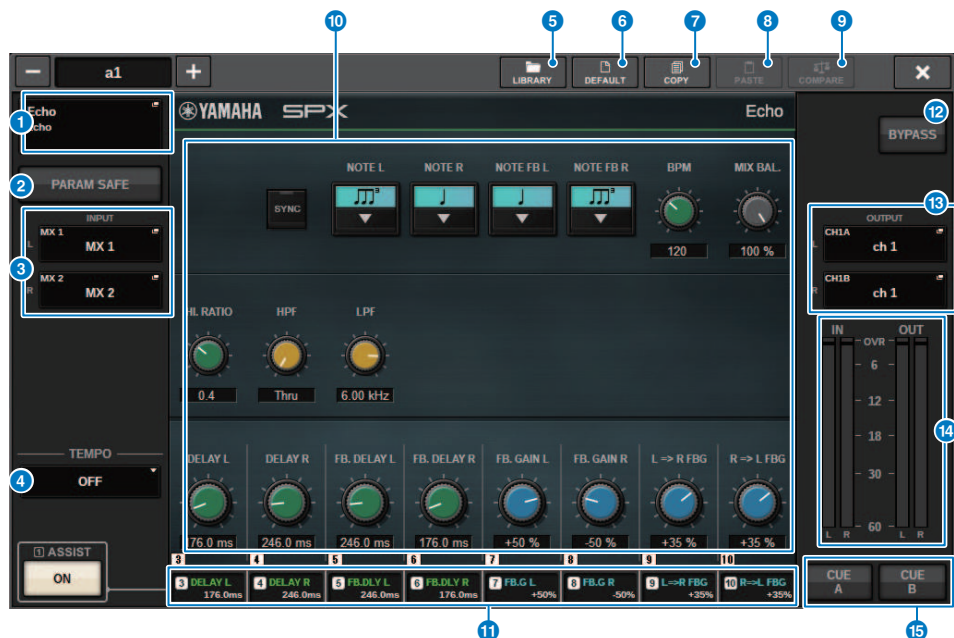 10 5 6 7 8 9
a1
LIBRARY DEFAULT COPY PASTE COMPARE
1
Echo
Echo
YAMAHA SPX Echo
12
BYPASS
2
PARAM SAFE
NOTE L NOTE R NOTE FB L NOTE FB R BPM MIX BAL.
SYNC
3 3
120 100 %
INPUT
3
L MX 1
MX 1
R MX 2
MX 2
13
OUTPUT
L CH1A
ch 1
R CH1B
ch 1
HI. RATIO HPF LPF
0.4 Thru 6.00 kHz
IN OUT
OVR
6
12
18
30
60
L R L R
14
TEMPO
4
OFF
DELAY L DELAY R FB. DELAY L FB. DELAY R FB. GAIN L FB. GAIN R L => R FBG R => L FBG
176.0 ms 246.0 ms 246.0 ms 176.0 ms +50 % -50 % +35 % +35 %
3 4 5 6 7 8 9 10
1 ASSIST
ON
3 DELAY L 4 DELAY R 5 FB.DLY L 6 FB.DLY R 7 FB.G L 8 FB.G R 9 L=>R FBG 10 R=>L FBG
176.0ms 246.0ms 246.0ms 176.0ms +50% -50% +35% +35%
CUE A CUE B
11 15